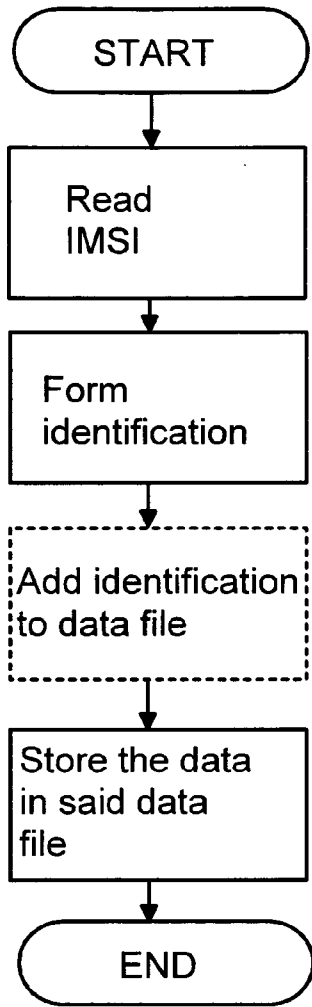 START
Read
IMSI
Form
identification
Add identification
to data file
Store the data
in said data
file
END